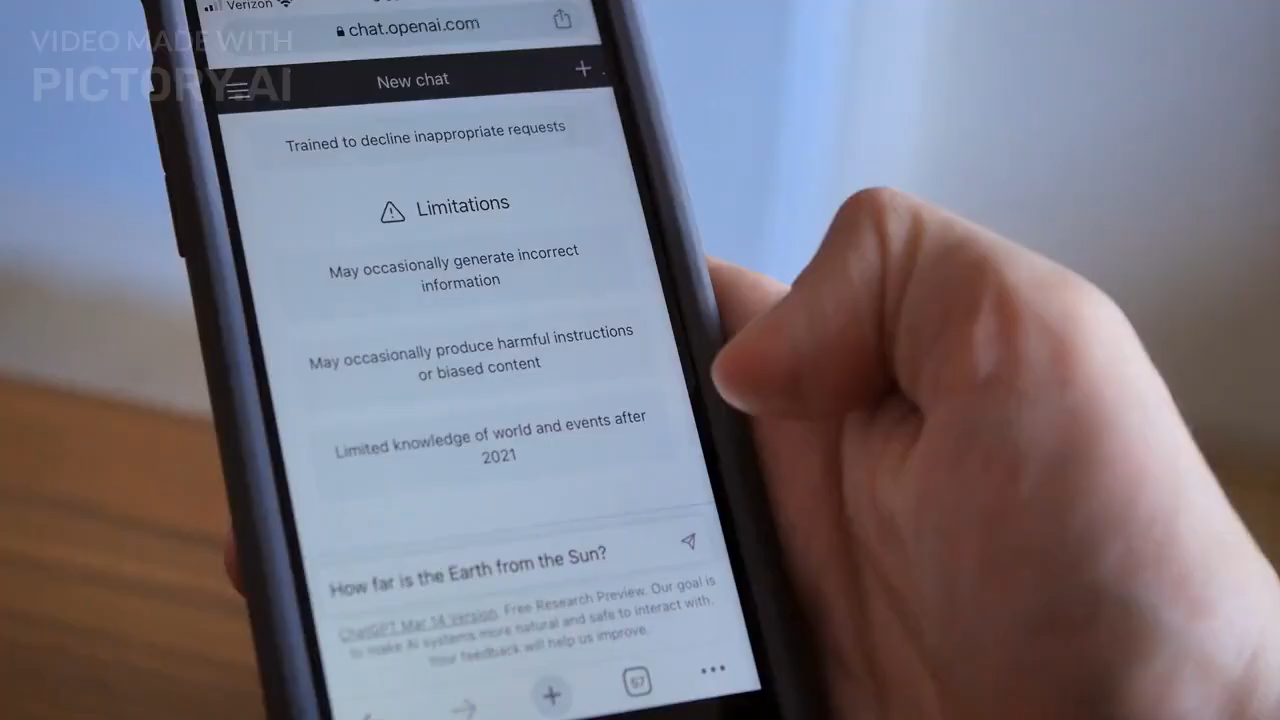 VIDEO MADE WITH
PICTORY.AI
Verizon
chat.openai.com
New chat
Trained to decline inappropriate requests
Limitations
May occasionally generate incorrect
information
May occasionally produce harmful instructions
or biased content
Limited knowledge of world and events after
2021
How far is the Earth from the Sun?
ChatGPT Mar 14 Version. Free Research Preview. Our goal is
to make AI systems more natural and safe to interact with.
Your feedback will help us improve.
57